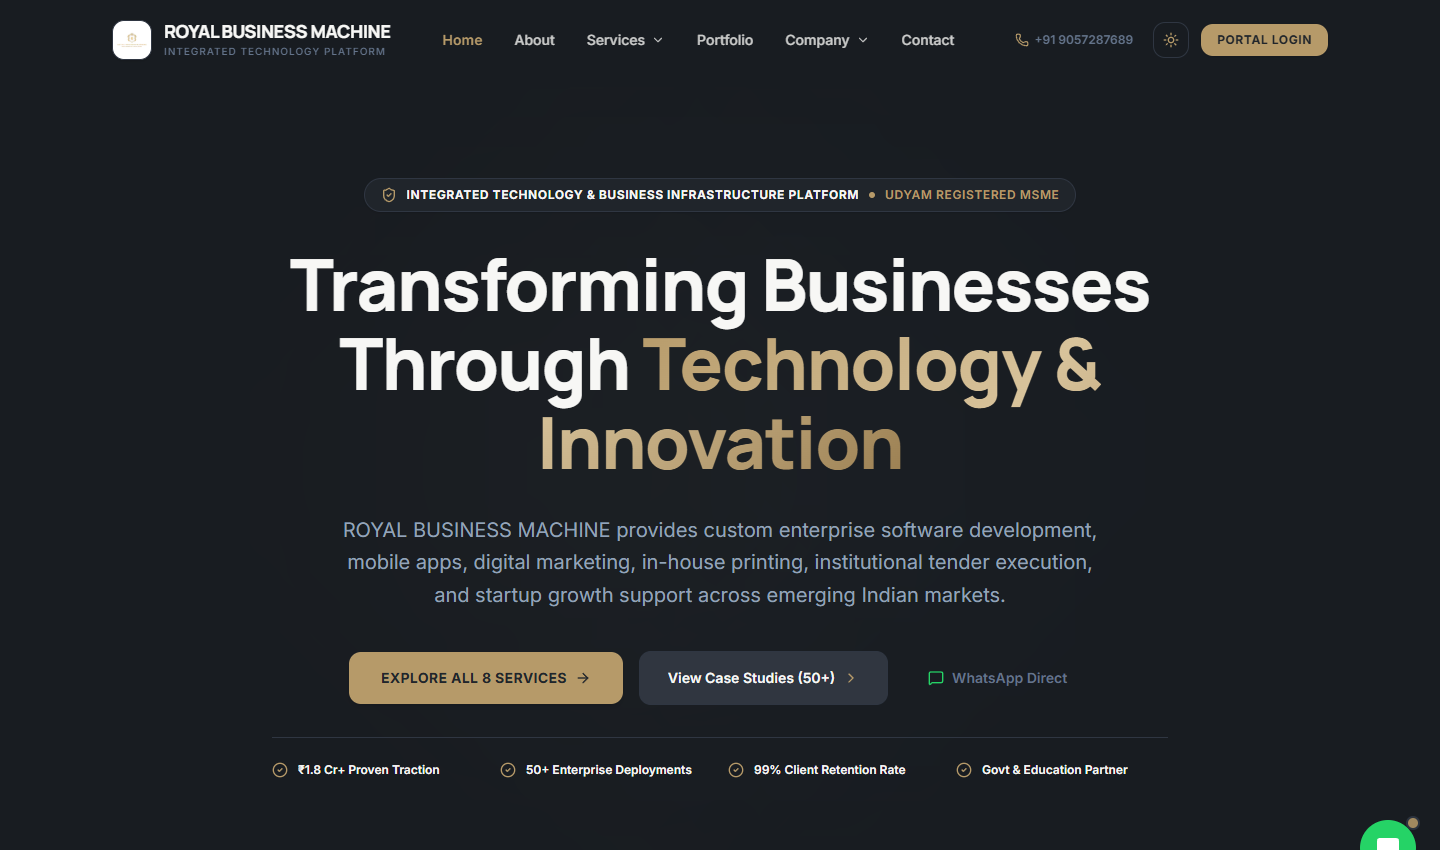 ROYAL BUSINESS MACHINE
INTEGRATED TECHNOLOGY PLATFORM
Home
About
Services
Portfolio
Company
Contact
+91 9057287689
PORTAL LOGIN
INTEGRATED TECHNOLOGY & BUSINESS INFRASTRUCTURE PLATFORM • UDYAM REGISTERED MSME
Transforming Businesses
Through Technology &
Innovation
ROYAL BUSINESS MACHINE provides custom enterprise software development,
mobile apps, digital marketing, in-house printing, institutional tender execution,
and startup growth support across emerging Indian markets.
EXPLORE ALL 8 SERVICES
View Case Studies (50+)
WhatsApp Direct
₹1.8 Cr+ Proven Traction
50+ Enterprise Deployments
99% Client Retention Rate
Govt & Education Partner